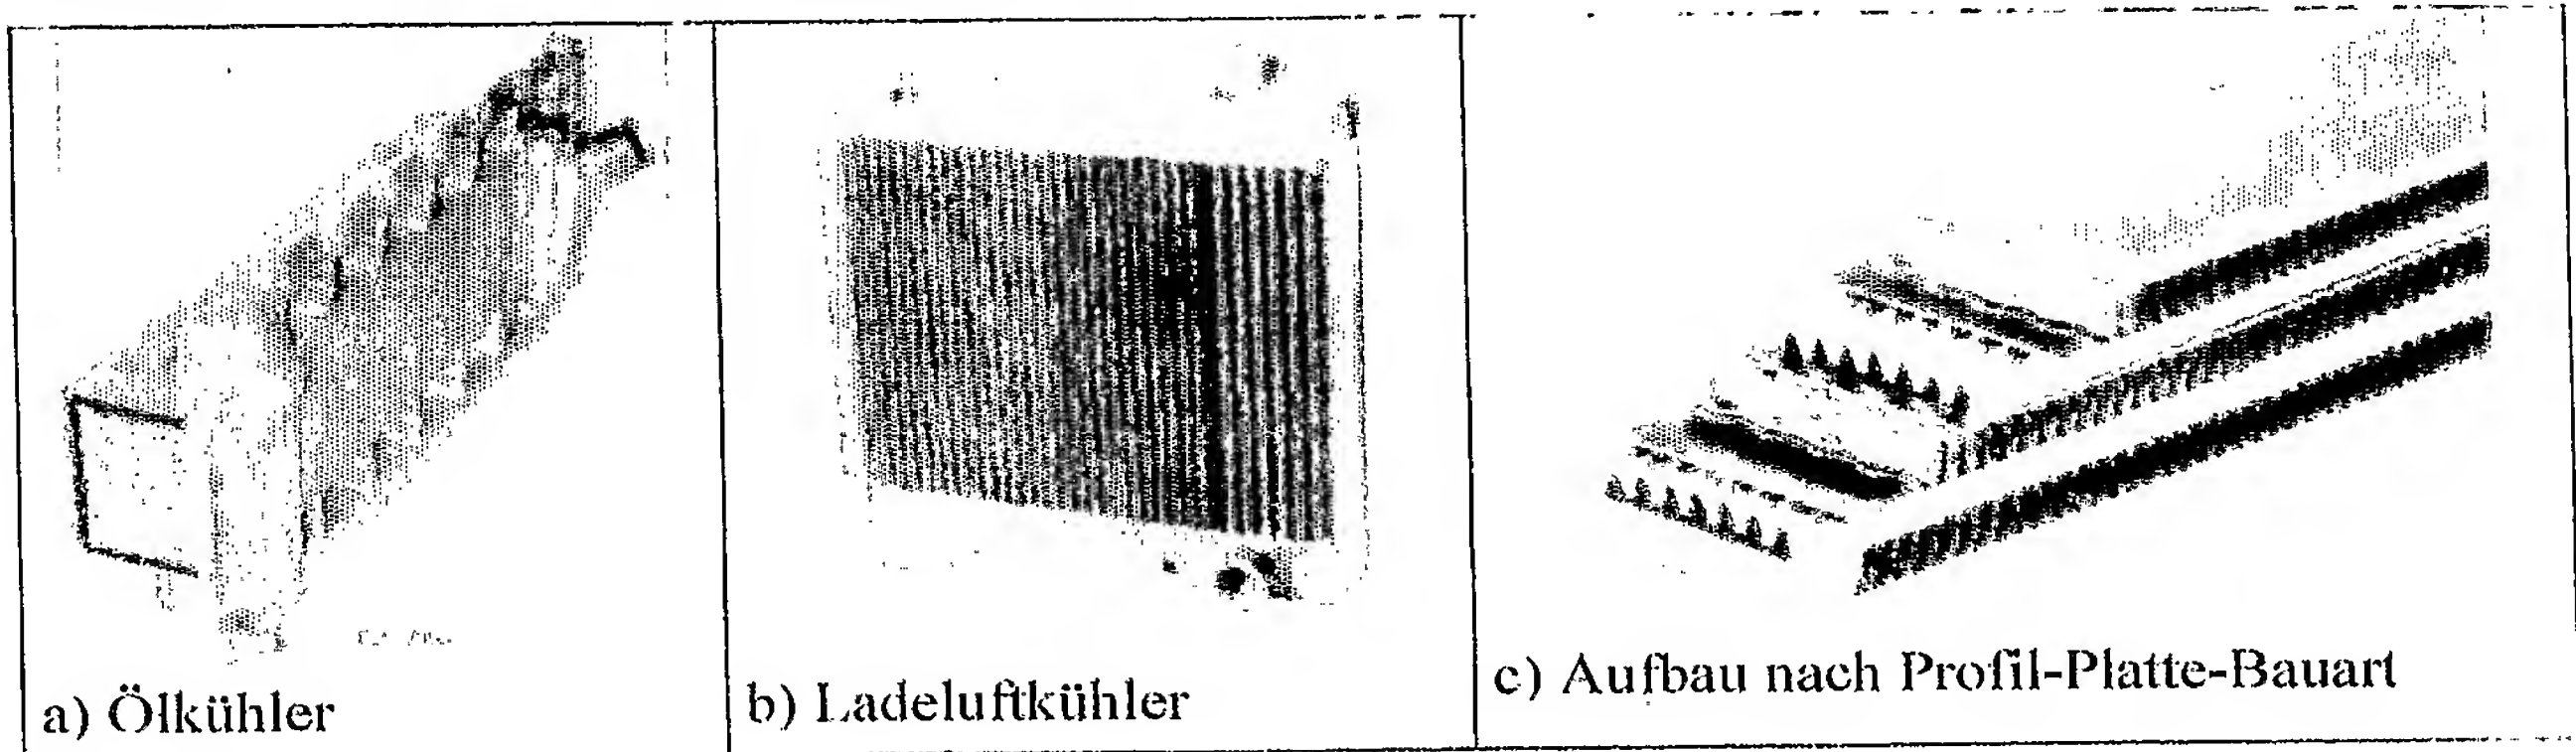 a) Ölkühler
b) Ladeluftkühler
c) Aufbau nach Profil-Platte-Bauart